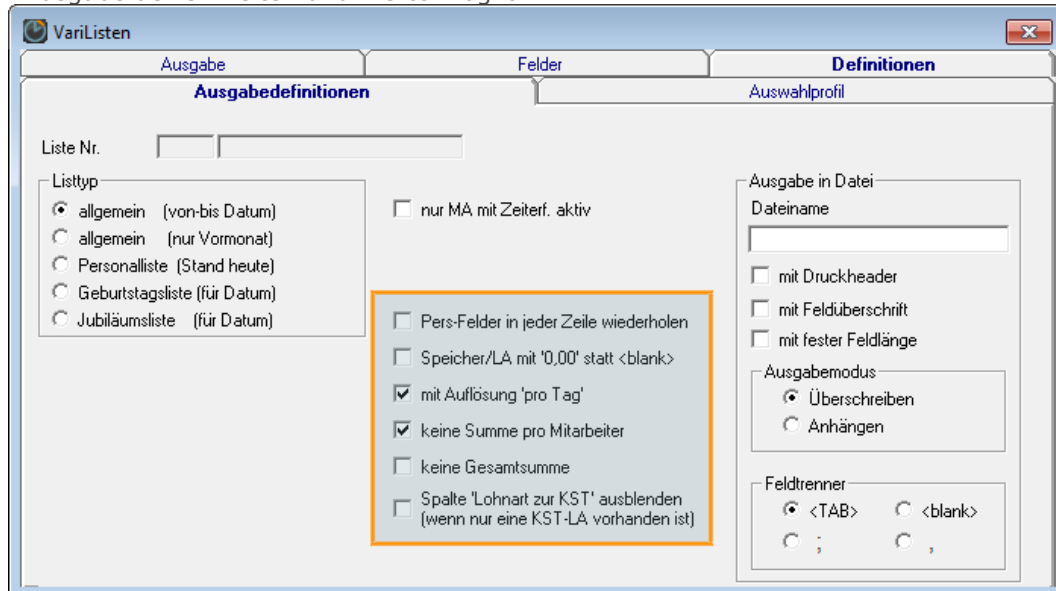 VariListen
Ausgabe
Felder
Definitionen
Ausgabedefinitionen
Auswahlprofil
Liste Nr.
Listtyp
allgemein (von-bis Datum)
allgemein (nur Vormonat)
Personalliste (Stand heute)
Geburtstagsliste (für Datum)
Jubiläumsliste (für Datum)
nur MA mit Zeiterf. aktiv
Pers-Felder in jeder Zeile wiederholen
Speicher/LA mit '0,00' statt <blank>
mit Auflösung 'pro Tag'
keine Summe pro Mitarbeiter
keine Gesamtsumme
Spalte 'Lohnart zur KST' ausblenden
(wenn nur eine KST-LA vorhanden ist)
Ausgabe in Datei
Dateiname
mit Druckheader
mit Feldüberschrift
mit fester Feldlänge
Ausgabemodus
Überschreiben
Anhängen
Feldtrenner
<TAB> <blank>
; ,